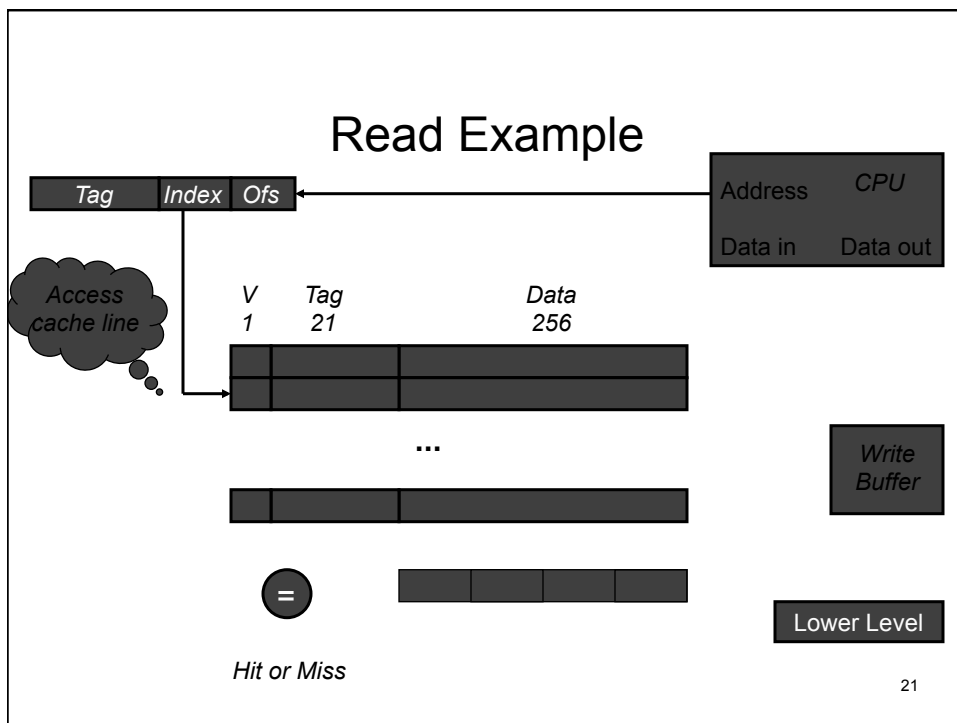 Read Example
Tag Index Ofs
Address CPU
Data in Data out
Access
cache line
V Tag Data
1 21 256
...
Write
Buffer
=
Lower Level
Hit or Miss
21